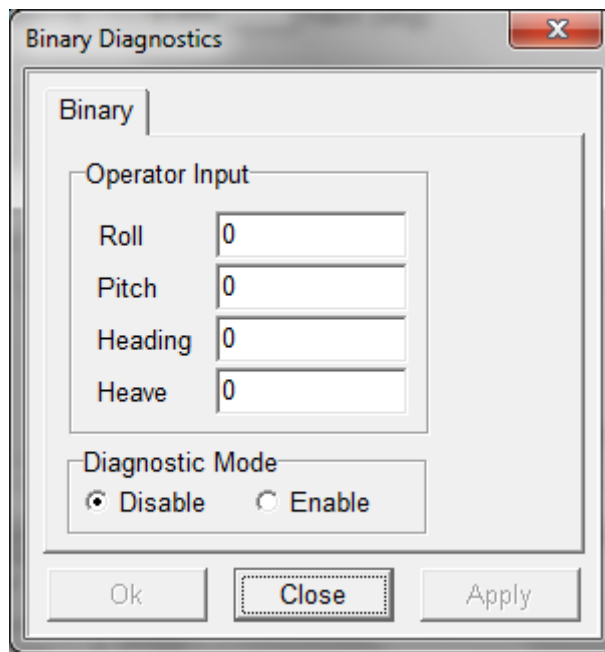 Binary Diagnostics
Binary
Operator Input
Roll 0
Pitch 0
Heading 0
Heave 0
Diagnostic Mode
Disable Enable
Ok Close Apply